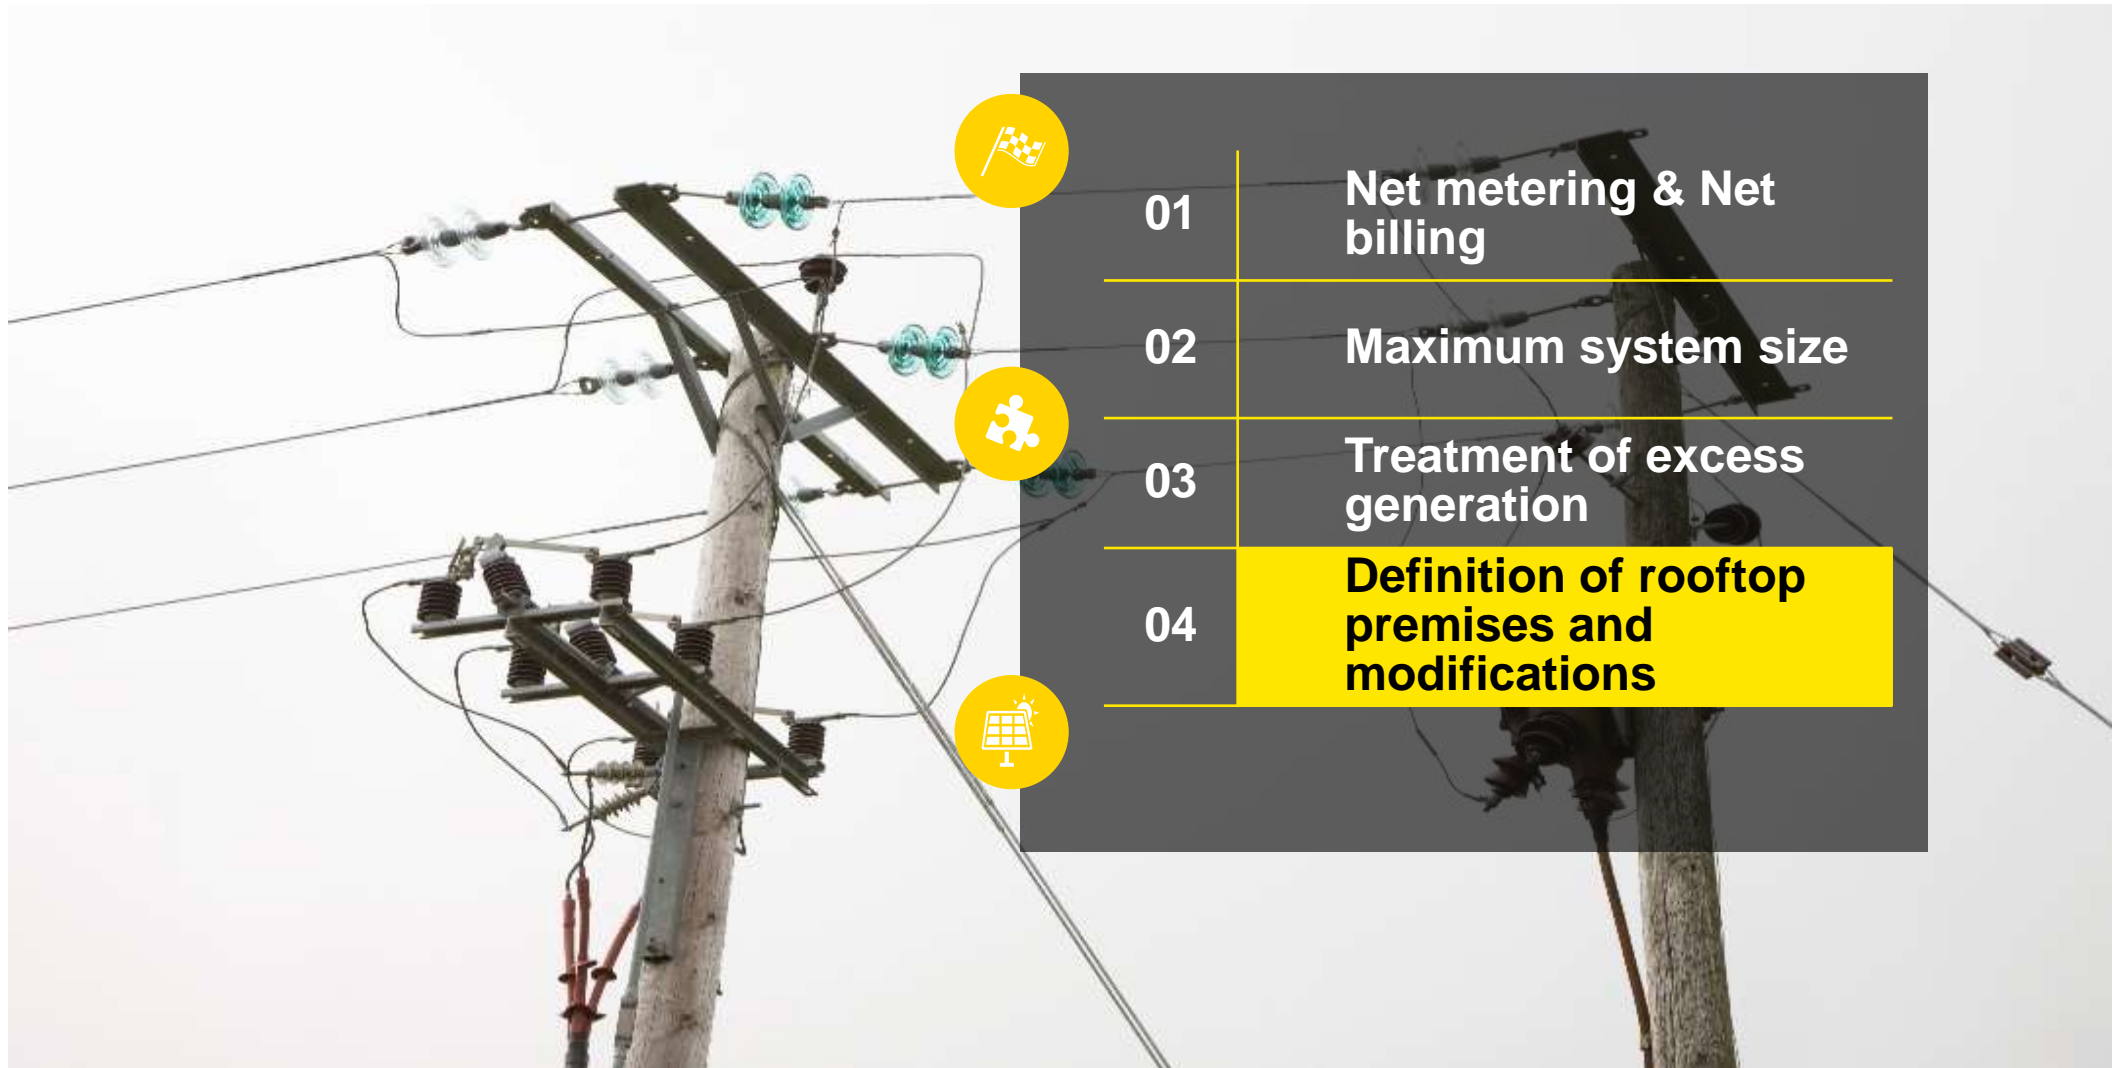 01
Net metering & Net
billing
02
Maximum system size
03
Treatment of excess
generation
04
Definition of rooftop
premises and
modifications